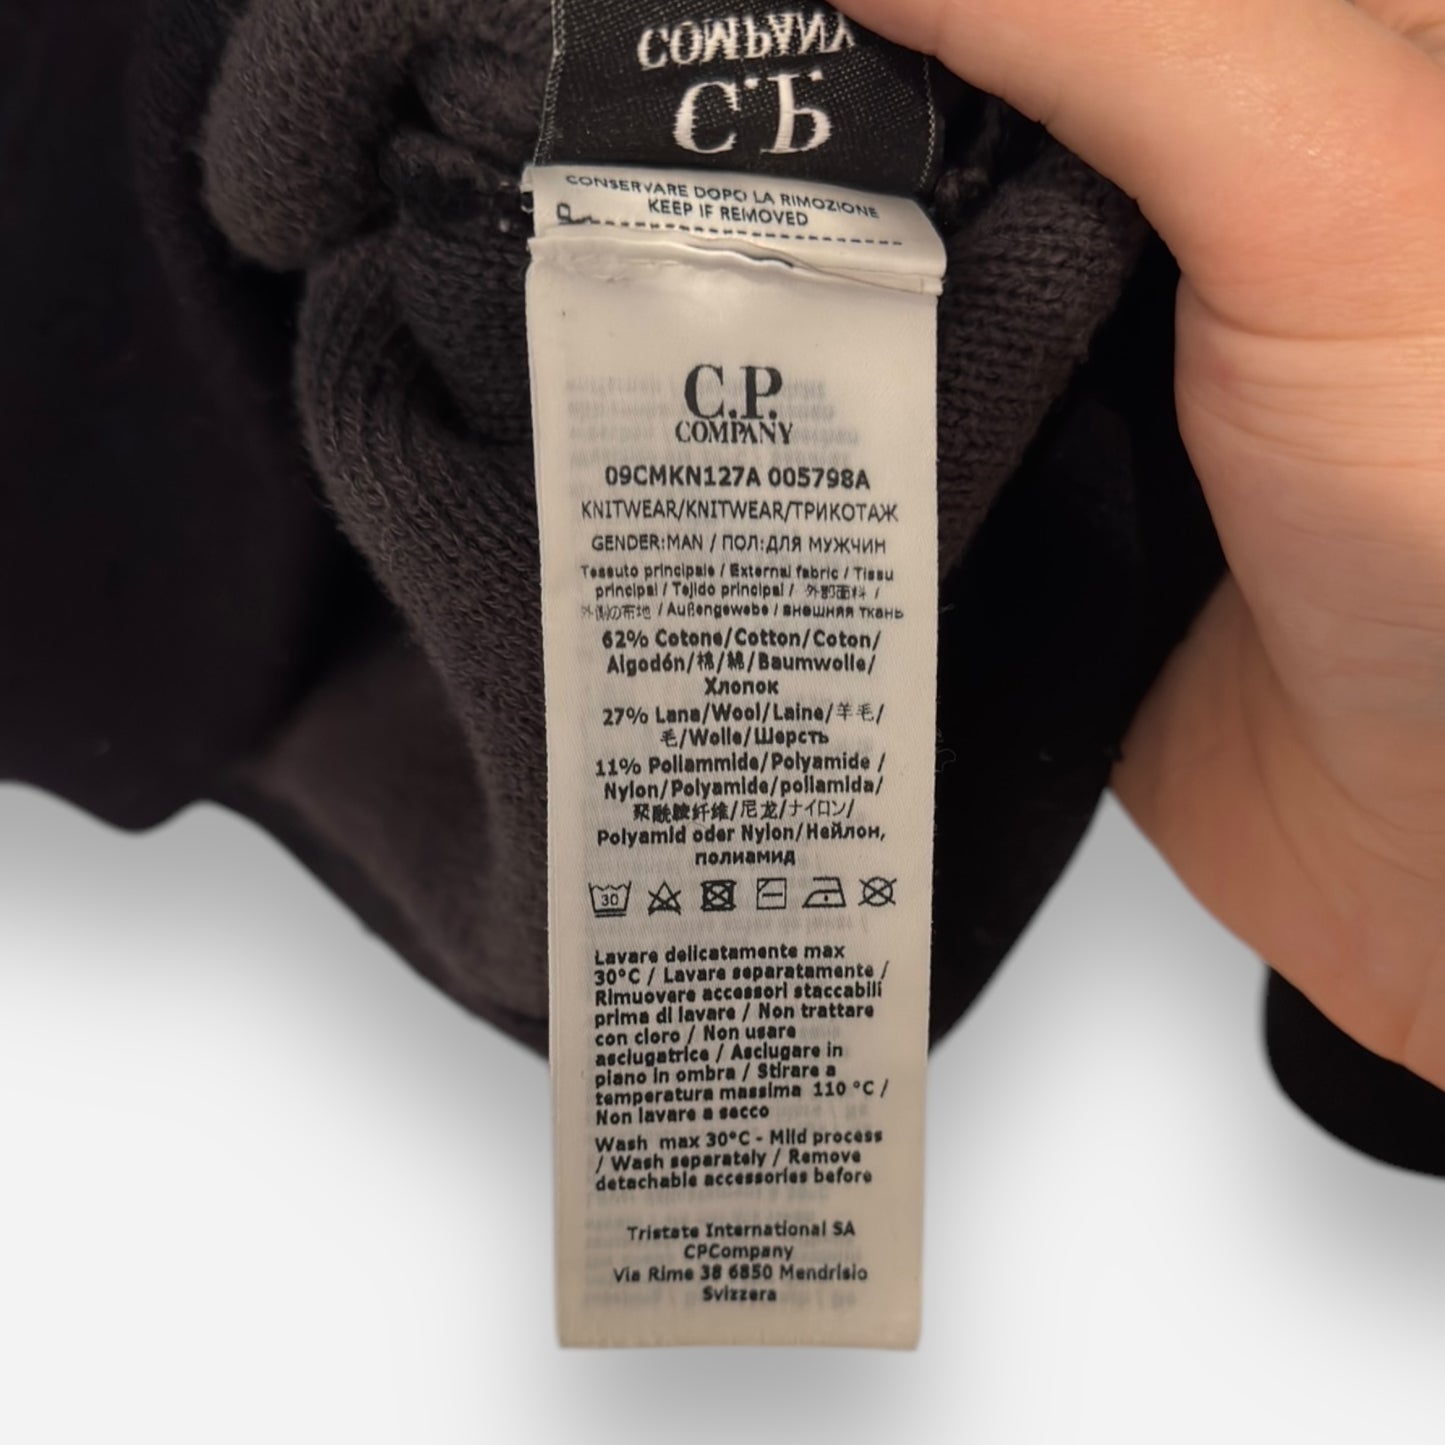 COMPANY
C.P.
CONSERVARE DOPO LA RIMOZIONE
KEEP IF REMOVED
C.P.
COMPANY
09CMKN127A 005798A
KNITWEAR/KNITWEAR/ТРИКОТАЖ
GENDER:MAN / ПОЛ:ДЛЯ МУЖЧИН
Tessuto principale / External fabric / Tissu
principal / Tejido principal / 外部面料 /
外側の布地 / Außengewebe / внешняя ткань
62% Cotone/Cotton/Coton/
Algodón/棉/綿/Baumwolle/
Хлопок
27% Lana/Wool/Laine/羊毛/
毛/Wolle/Шерсть
11% Poliammide/Polyamide /
Nylon/Polyamide/poliamida/
聚酰胺纤维/尼龙/ナイロン/
Polyamid oder Nylon/Нейлон,
полиамид
30
Lavare delicatamente max
30°C / Lavare separatamente /
Rimuovere accessori staccabili
prima di lavare / Non trattare
con cloro / Non usare
asciugatrice / Asciugare in
piano in ombra / Stirare a
temperatura massima 110 °C /
Non lavare a secco
Wash max 30°C - Mild process
/ Wash separately / Remove
detachable accessories before
Tristate International SA
CPCompany
Via Rime 38 6850 Mendrisio
Svizzera